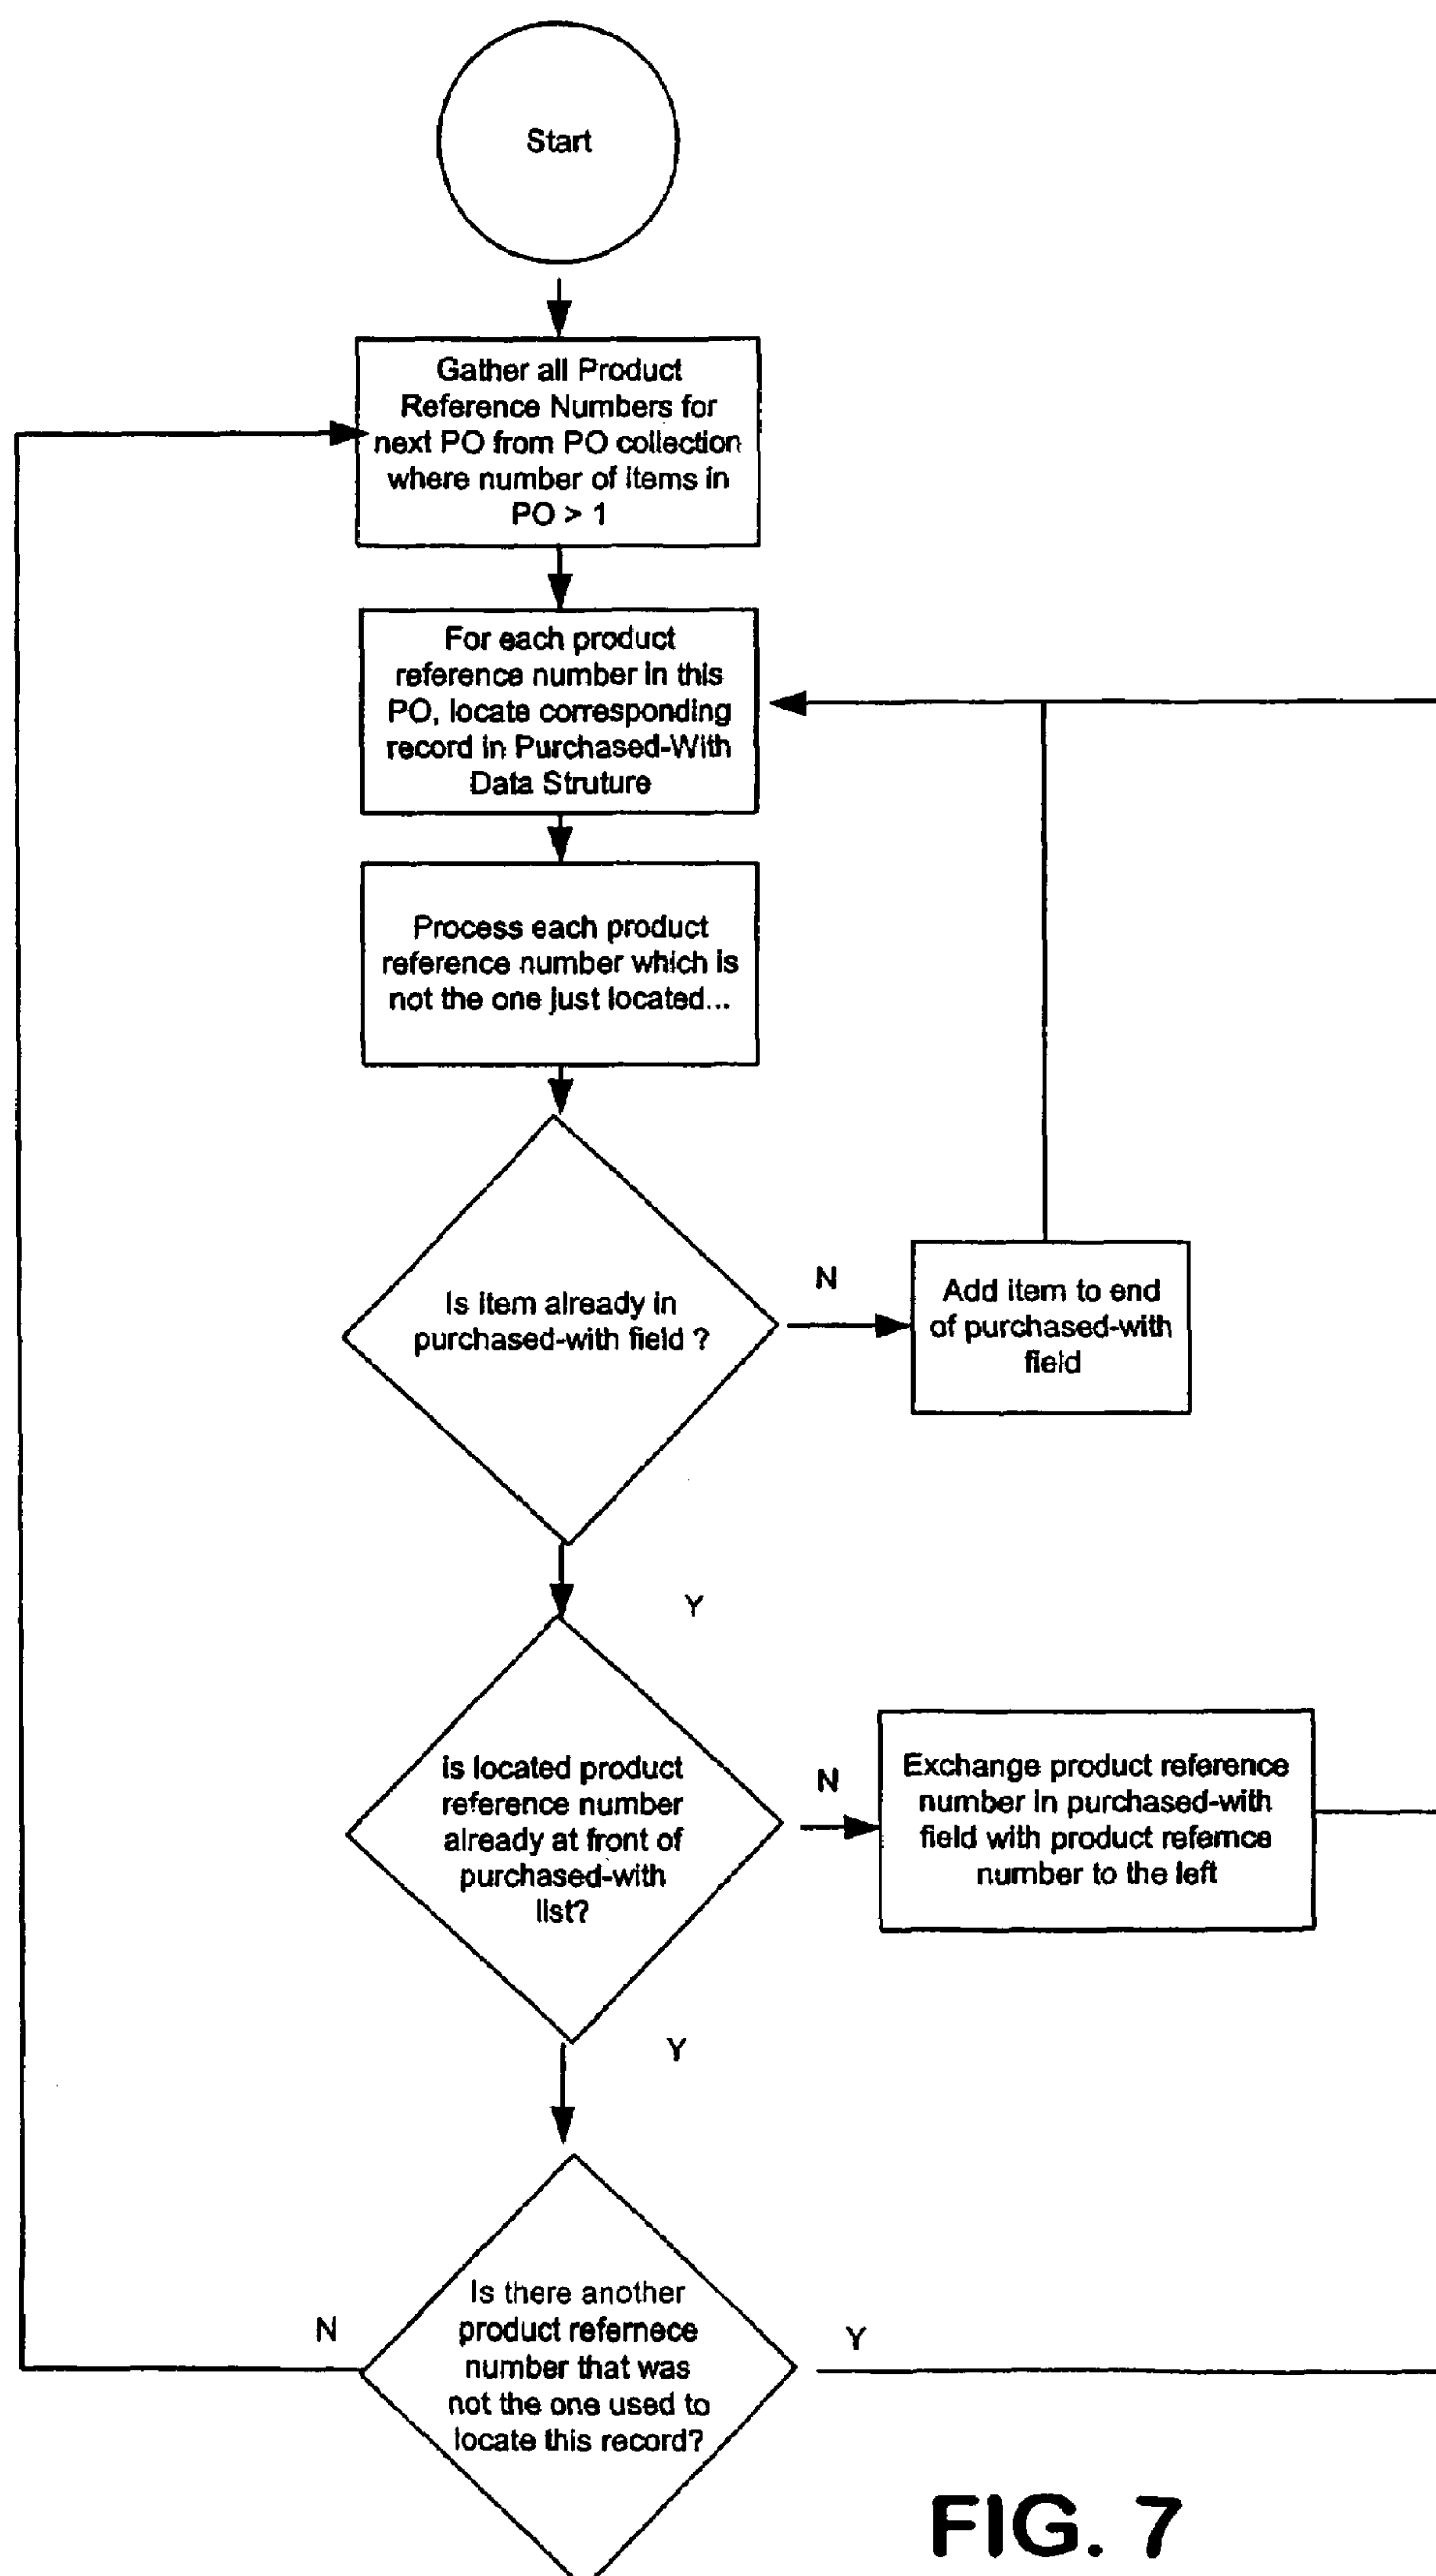 Start
Gather all Product
Reference Numbers for
next PO from PO collection
where number of items in
PO > 1
For each product
reference number in this
PO, locate corresponding
record in Purchased-With
Data Struture
Process each product
reference number which is
not the one just located...
Is item already in
purchased-with field ?
N
Add item to end
of purchased-with
field
Y
is located product
reference number
already at front of
purchased-with
list?
N
Exchange product reference
number in purchased-with
field with product refernce
number to the left
Y
Is there another
product refernece
number that was
not the one used to
locate this record?
N
Y
FIG. 7